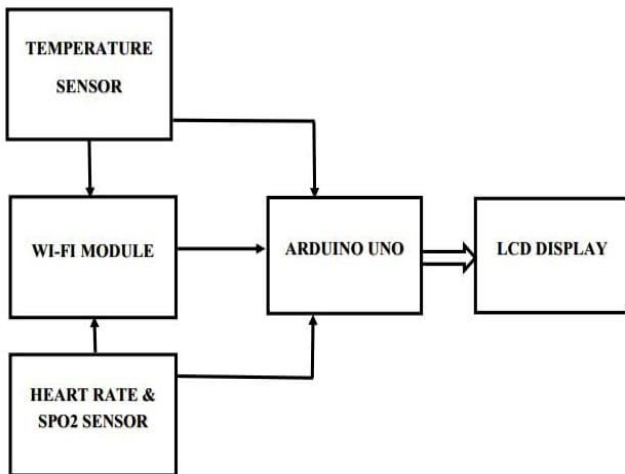 TEMPERATURE
SENSOR
WI-FI MODULE
ARDUINO UNO
LCD DISPLAY
HEART RATE &
SPO2 SENSOR